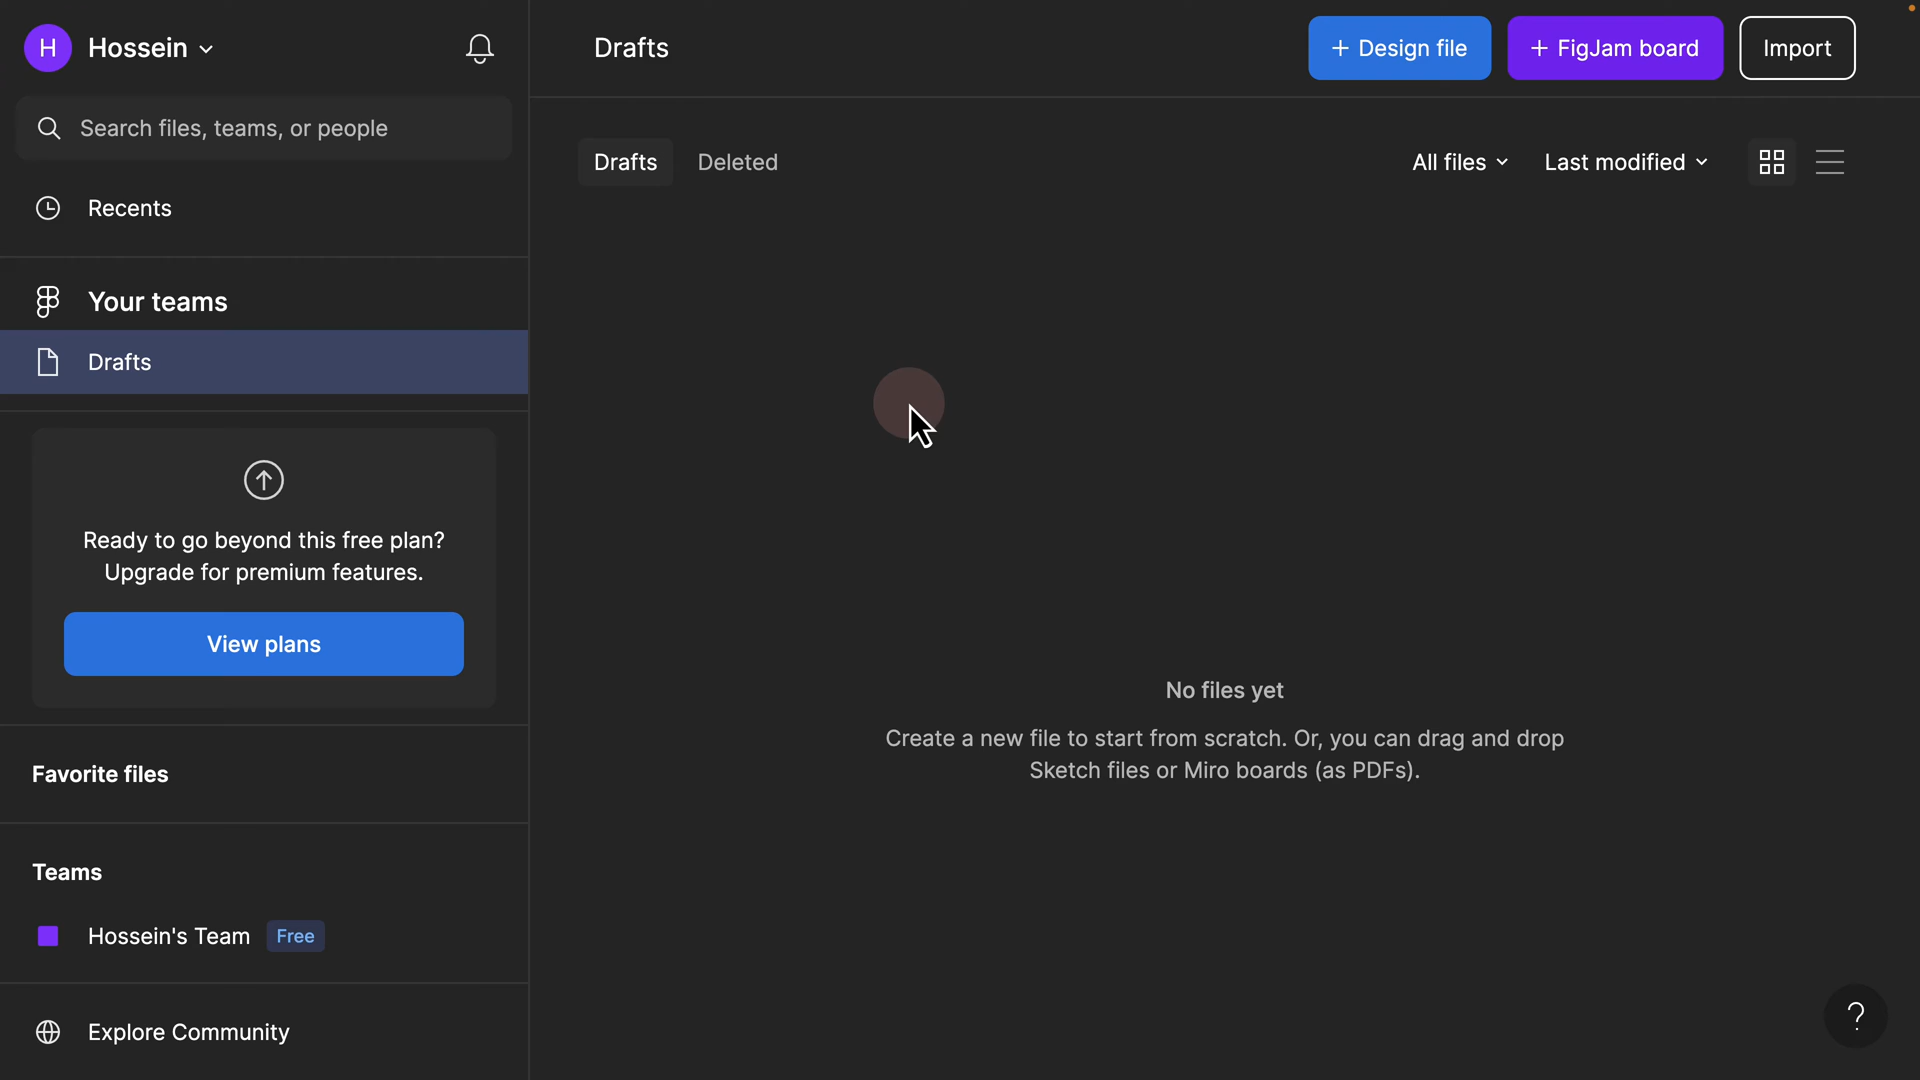 H Hossein
Drafts
+ Design file
+ FigJam board
Import
Search files, teams, or people
Drafts
Deleted
All files
Last modified
Recents
Your teams
Drafts
Ready to go beyond this free plan?
Upgrade for premium features.
View plans
No files yet
Create a new file to start from scratch. Or, you can drag and drop
Sketch files or Miro boards (as PDFs).
Favorite files
Teams
Hossein's Team Free
Explore Community
?